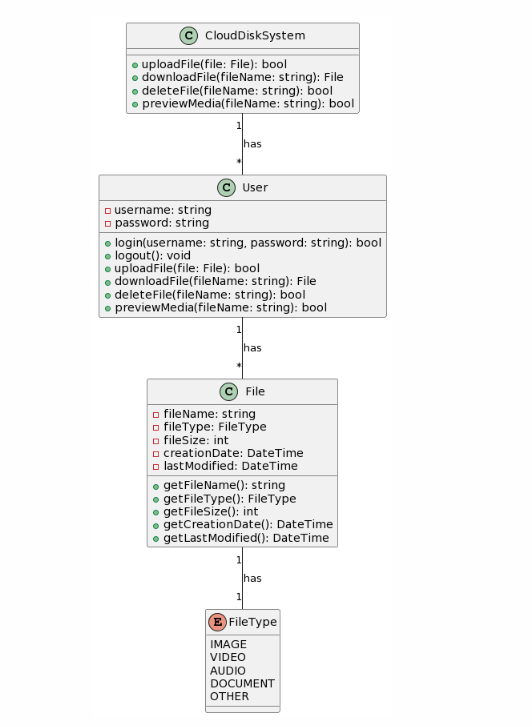 C CloudDiskSystem
uploadFile(file: File): bool
downloadFile(fileName: string): File
deleteFile(fileName: string): bool
previewMedia(fileName: string): bool
1
has
*
C User
username: string
password: string
login(username: string, password: string): bool
logout(): void
uploadFile(file: File): bool
downloadFile(fileName: string): File
deleteFile(fileName: string): bool
previewMedia(fileName: string): bool
1
has
*
C File
fileName: string
fileType: FileType
fileSize: int
creationDate: DateTime
lastModified: DateTime
getFileName(): string
getFileType(): FileType
getFileSize(): int
getCreationDate(): DateTime
getLastModified(): DateTime
1
has
1
E FileType
IMAGE
VIDEO
AUDIO
DOCUMENT
OTHER